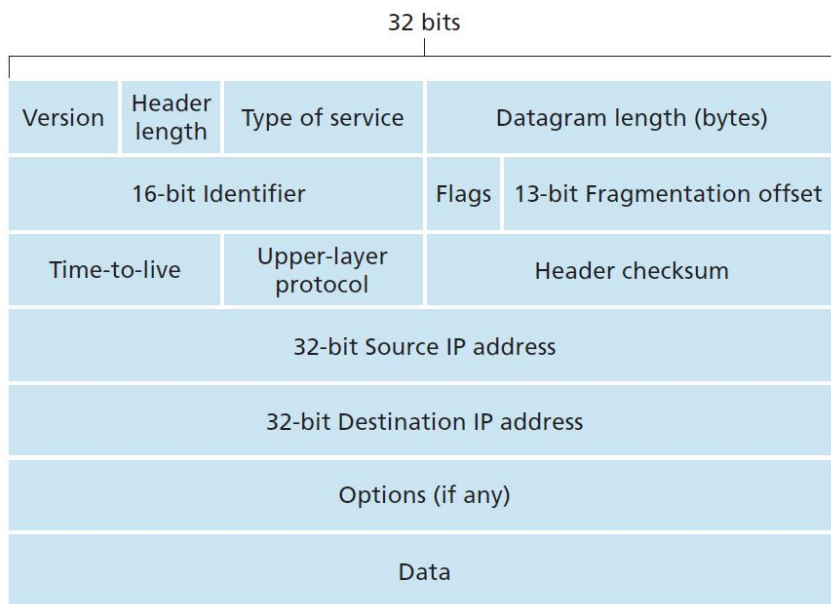 32 bits
Version
Header
length
Type of service
Datagram length (bytes)
16-bit Identifier
Flags
13-bit Fragmentation offset
Time-to-live
Upper-layer
protocol
Header checksum
32-bit Source IP address
32-bit Destination IP address
Options (if any)
Data